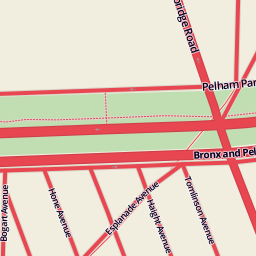 bridge Road
Pelham Par
Bronx and Pel
Bogart Avenue
Hone Avenue
Esplanade Avenue
Haight Avenue
Tomlinson Avenue